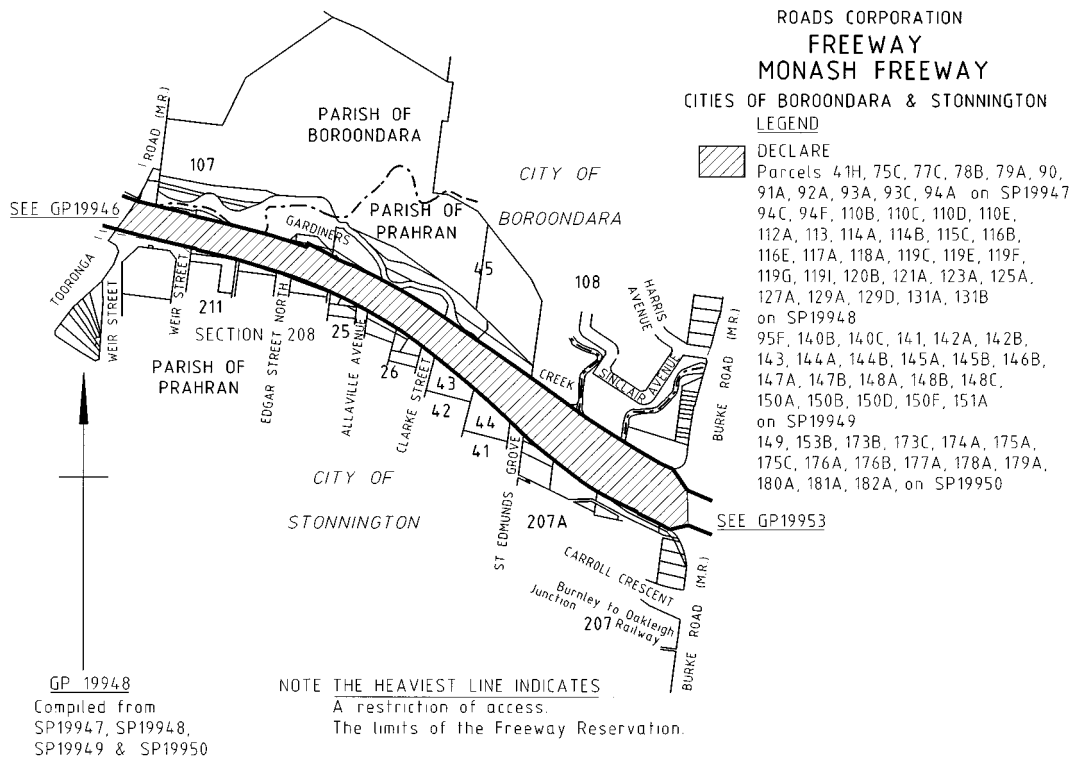 ROADS CORPORATION
FREEWAY
MONASH FREEWAY
CITIES OF BOROONDARA & STONNINGTON
LEGEND
DECLARE
Parcels 41H, 75C, 77C, 78B, 79A, 90,
91A, 92A, 93A, 93C, 94A on SP19947
94C, 94F, 110B, 110C, 110D, 110E,
112A, 113, 114A, 114B, 115C, 116B,
116E, 117A, 118A, 119C, 119E, 119F,
119G, 119I, 120B, 121A, 123A, 125A,
127A, 129A, 129D, 131A, 131B
on SP19948
95F, 140B, 140C, 141, 142A, 142B,
143, 144A, 144B, 145A, 145B, 146B,
147A, 147B, 148A, 148B, 148C,
150A, 150B, 150D, 150F, 151A
on SP19949
149, 153B, 173B, 173C, 174A, 175A,
175C, 176A, 176B, 177A, 178A, 179A,
180A, 181A, 182A, on SP19950
PARISH OF
BOROONDARA
ROAD (M.R.)
107
CITY OF
BOROONDARA
SEE GP19946
PARISH OF
PRAHRAN
GARDINERS
45
TOORONGA
WEIR STREET
WEIR STREET
211
SECTION 208
EDGAR STREET NORTH
25
ALLAVILLE AVENUE
26
CLARKE STREET
43
42
44
41
PARISH OF
PRAHRAN
108
HARRIS
AVENUE
SINCLAIR AVENUE
CREEK
BURKE ROAD (M.R.)
CITY OF
STONNINGTON
ST EDMUNDS GROVE
207A
SEE GP19953
CARROLL CRESCENT
Burnley to Oakleigh
Junction Railway
207
BURKE ROAD (M.R.)
GP 19948
Compiled from
SP19947, SP19948,
SP19949 & SP19950
NOTE THE HEAVIEST LINE INDICATES
A restriction of access.
The limits of the Freeway Reservation.